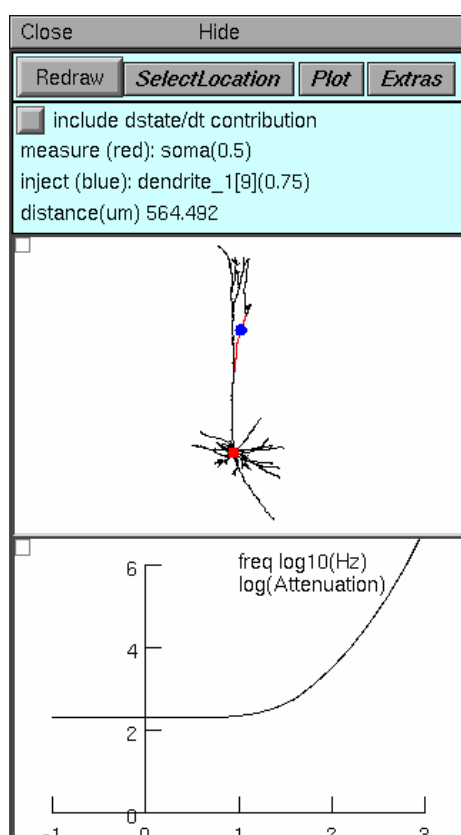 Close Hide
Redraw SelectLocation Plot Extras
include dstate/dt contribution
measure (red): soma(0.5)
inject (blue): dendrite_1[9](0.75)
distance(um) 564.492
freq log10(Hz)
log(Attenuation)
6
4
2
0
-1 0 1 2 3